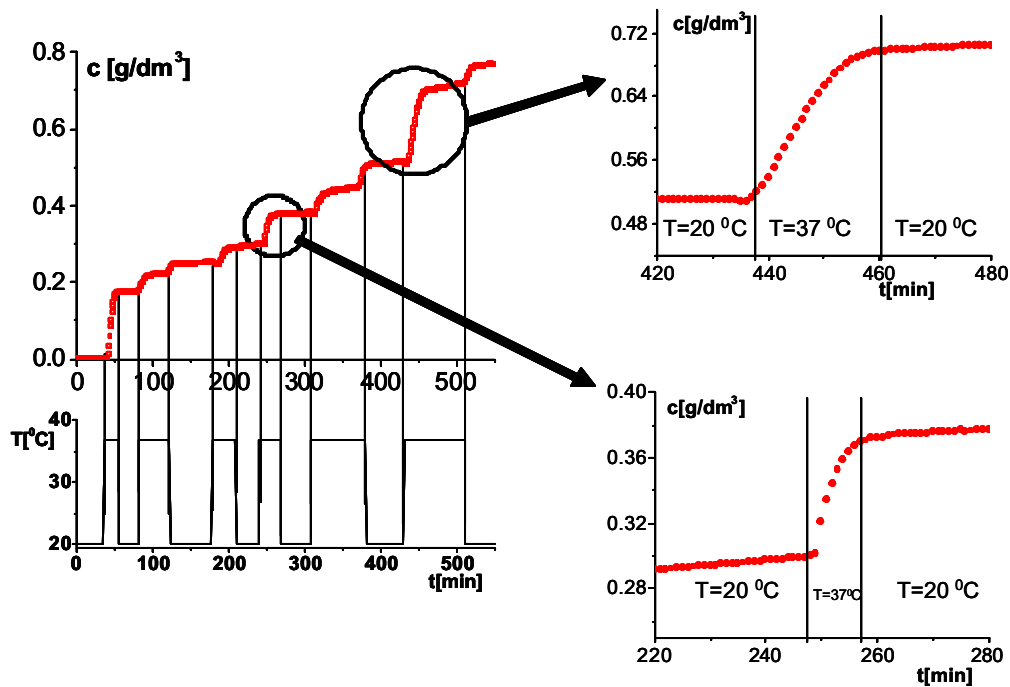 c [g/dm³]
0.8
0.6
0.4
0.2
0.0
0 100 200 300 400 500
T[⁰C]
40
30
20
0 100 200 300 400 500
t[min]
c[g/dm³]
0.72
0.64
0.56
0.48
T=20 ⁰C T=37 ⁰C T=20 ⁰C
420 440 460 480
t[min]
c[g/dm³]
0.40
0.36
0.32
0.28
T=20 ⁰C T=37⁰C T=20 ⁰C
220 240 260 280
t[min]